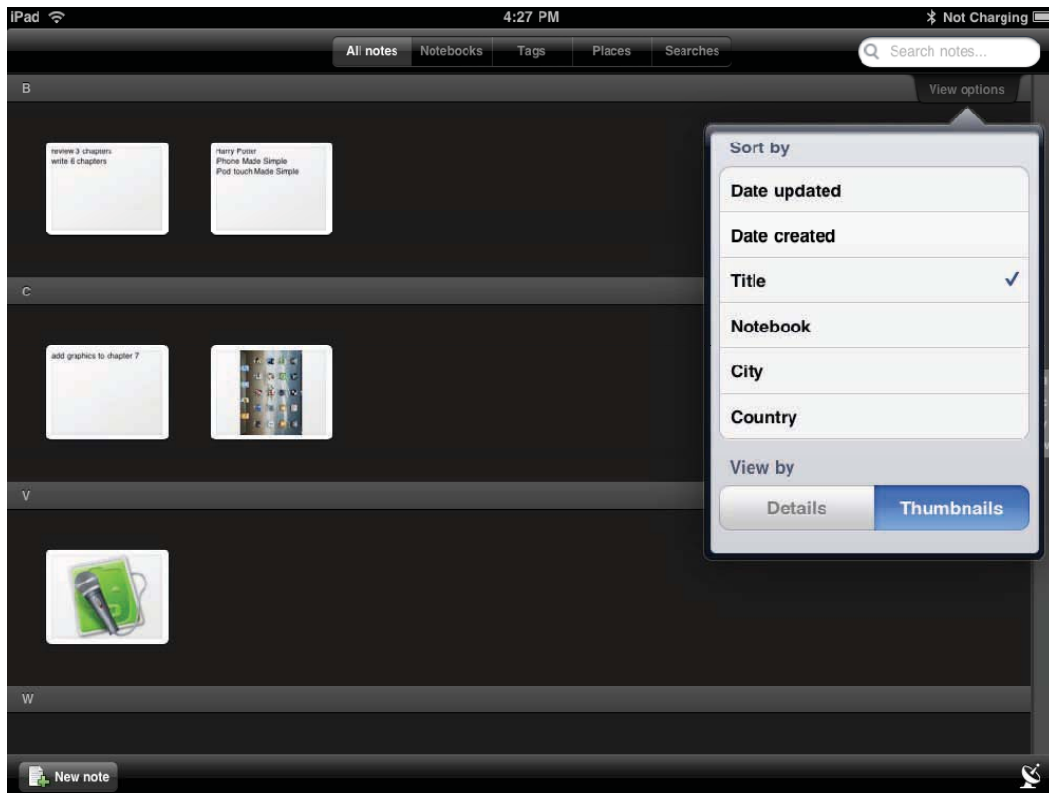 iPad 4:27 PM Not Charging
All notes Notebooks Tags Places Searches Search notes...
B View options
review 3 chapters
write 6 chapters
Harry Potter
iPhone Made Simple
iPod touch Made Simple
Sort by
Date updated
Date created
Title
Notebook
City
Country
View by
Details Thumbnails
C
add graphics to chapter 7
V
W
New note